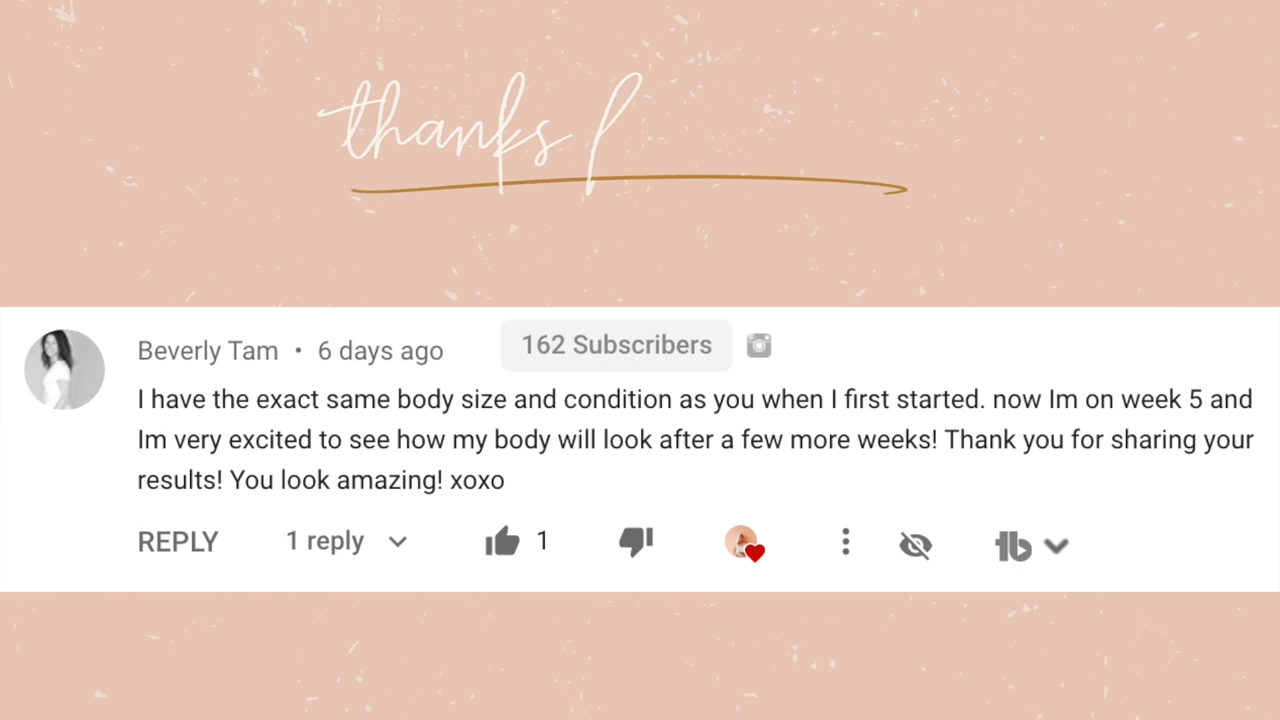 thanks f
Beverly Tam • 6 days ago
162 Subscribers
I have the exact same body size and condition as you when I first started. now Im on week 5 and
Im very excited to see how my body will look after a few more weeks! Thank you for sharing your
results! You look amazing! xoxo
REPLY
1 reply
1
tb